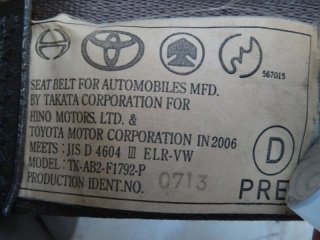 567015
SEAT BELT FOR AUTOMOBILES MFD.
BY TAKATA CORPORATION FOR
HINO MOTORS, LTD. &
TOYOTA MOTOR CORPORATION IN 2006
MEETS: JIS D 4604 III ELR-VW
MODEL: TK-AB2-F1792-P
PRODUCTION IDENT.NO. 0713
D
PRE